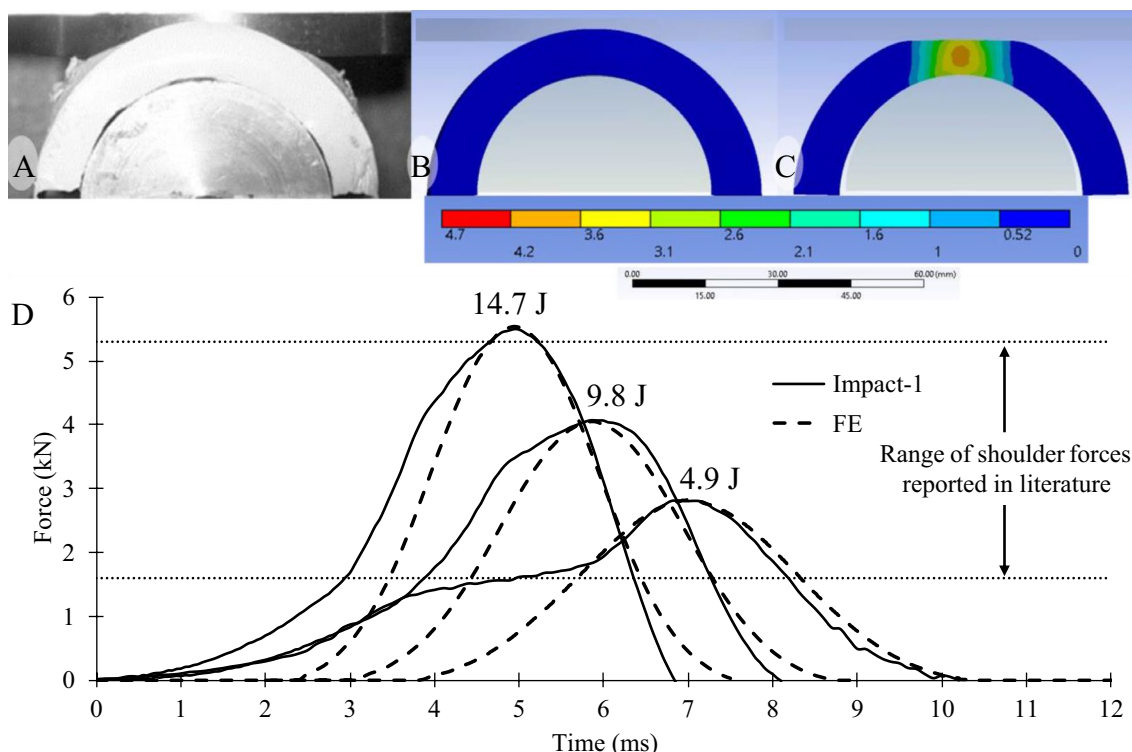 A
B
C
4.7
4.2
3.6
3.1
2.6
2.1
1.6
1
0.52
0
0.00
30.00
60.00 (mm)
15.00
45.00
D
6
5
4
3
2
1
0
Force (kN)
14.7 J
9.8 J
4.9 J
Impact-1
FE
Range of shoulder forces
reported in literature
0 1 2 3 4 5 6 7 8 9 10 11 12
Time (ms)